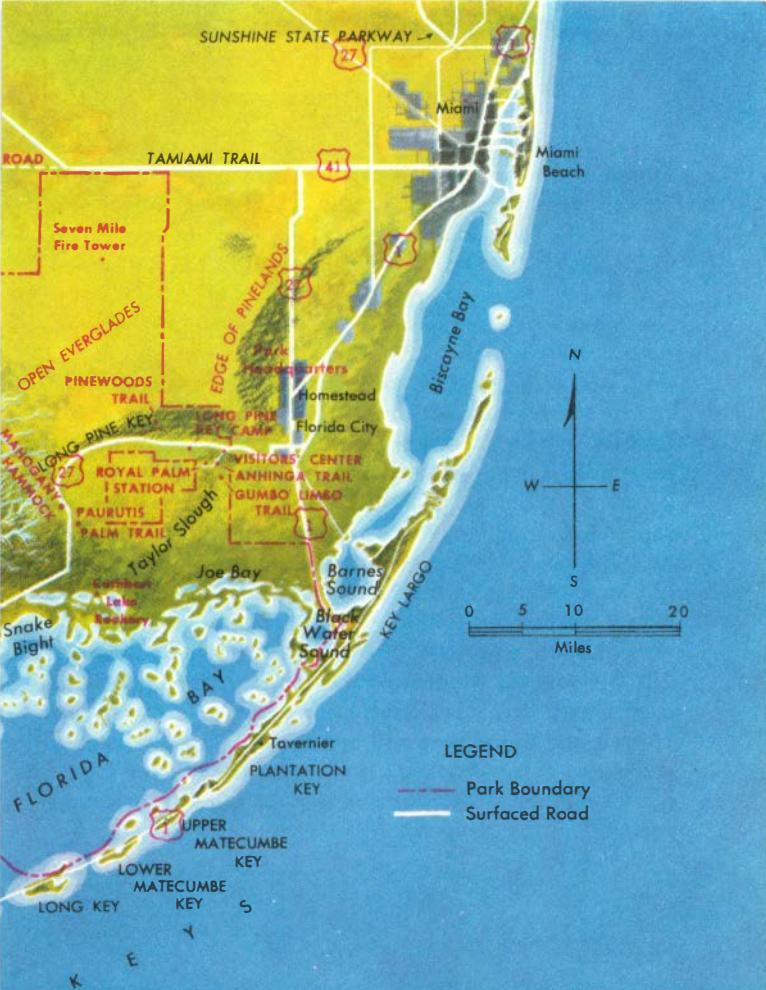 SUNSHINE STATE PARKWAY
27
1
Miami
ROAD
TAMIAMI TRAIL
41
Miami
Beach
Seven Mile
Fire Tower
1
27
EDGE OF PINELANDS
Biscayne Bay
OPEN EVERGLADES
Park
Headquarters
N
PINEWOODS
TRAIL
Homestead
LONG PINE
KEY CAMP
Florida City
LONG PINE KEY
MAHOGANY
HAMMOCK
27
ROYAL PALM
STATION
VISITORS' CENTER
ANHINGA TRAIL
GUMBO LIMBO
TRAIL
W
E
PAURUTIS
PALM TRAIL
1
Taylor Slough
Joe Bay
Barnes
Sound
S
Cuthbert
Lake
Rookery
KEY LARGO
0 5 10 20
Miles
Snake
Bight
Black
Water
Sound
BAY
FLORIDA
Tavernier
LEGEND
PLANTATION
KEY
Park Boundary
Surfaced Road
1
UPPER
MATECUMBE
KEY
LOWER
MATECUMBE
KEY
LONG KEY
K E Y S